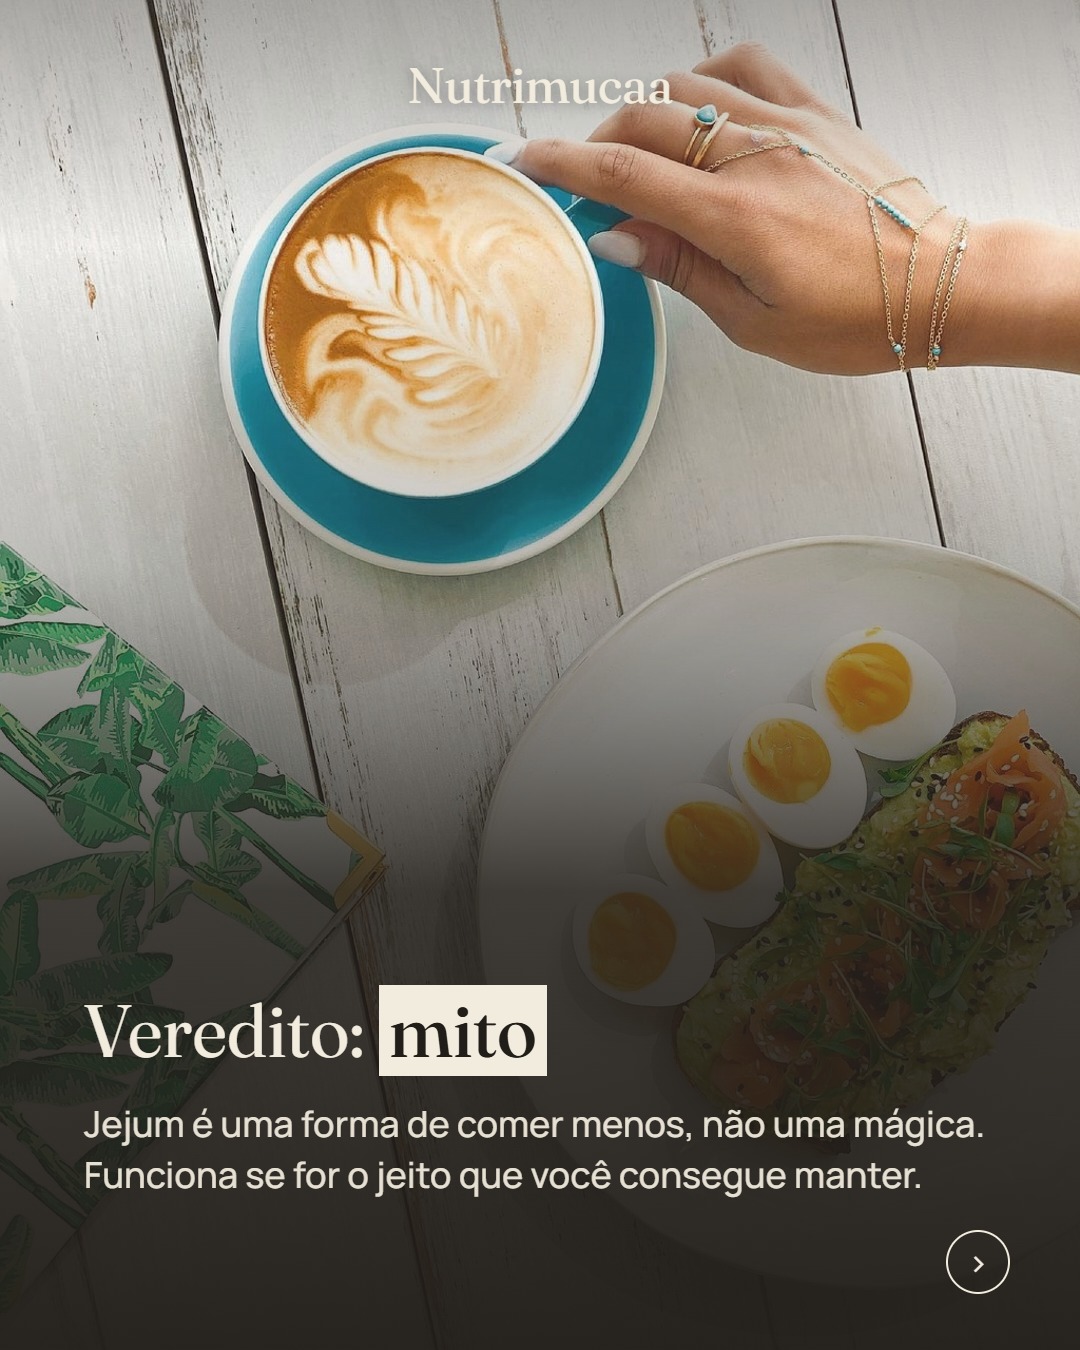 Nutrimucaa
Veredito: mito
Jejum é uma forma de comer menos, não uma mágica.
Funciona se for o jeito que você consegue manter.